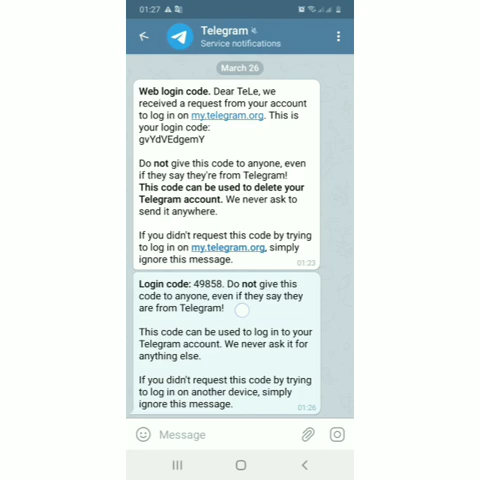 01:27
Telegram
Service notifications
March 26
Web login code. Dear TeLe, we
received a request from your account
to log in on my.telegram.org. This is
your login code:
gvYdVEdgemY
Do not give this code to anyone, even
if they say they're from Telegram!
This code can be used to delete your
Telegram account. We never ask to
send it anywhere.
If you didn't request this code by trying
to log in on my.telegram.org, simply
ignore this message.
01:23
Login code: 49858. Do not give this
code to anyone, even if they say they
are from Telegram!
This code can be used to log in to your
Telegram account. We never ask it for
anything else.
If you didn't request this code by trying
to log in on another device, simply
ignore this message.
01:26
Message